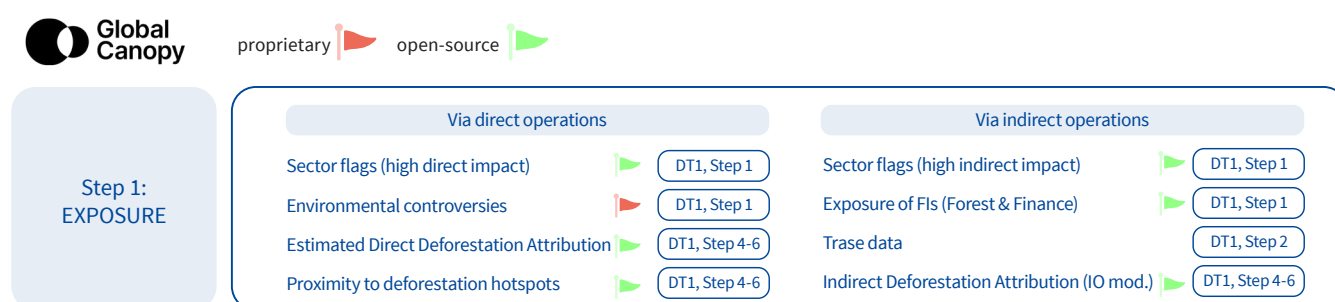 Global
Canopy
proprietary
open-source
Step 1:
EXPOSURE
Via direct operations
Sector flags (high direct impact)
DT1, Step 1
Environmental controversies
DT1, Step 1
Estimated Direct Deforestation Attribution
DT1, Step 4-6
Proximity to deforestation hotspots
DT1, Step 4-6
Via indirect operations
Sector flags (high indirect impact)
DT1, Step 1
Exposure of FIs (Forest & Finance)
DT1, Step 1
Trase data
DT1, Step 2
Indirect Deforestation Attribution (IO mod.)
DT1, Step 4-6